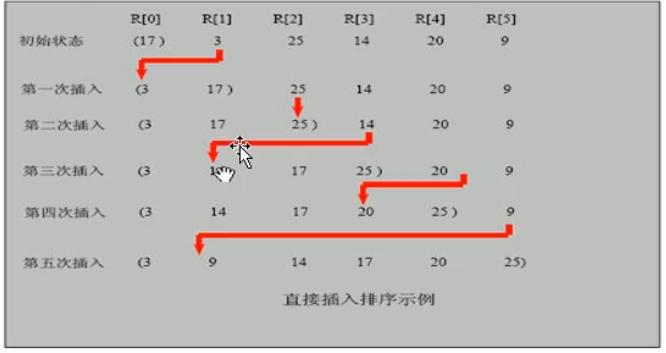 R[0] R[1] R[2] R[3] R[4] R[5]
初始状态 (17) 3 25 14 20 9
第一次插入 (3 17) 25 14 20 9
第二次插入 (3 17 25) 14 20 9
第三次插入 (3 17 25) 20 9
第四次插入 (3 14 17 20 25) 9
第五次插入 (3 9 14 17 20 25)
直接插入排序示例